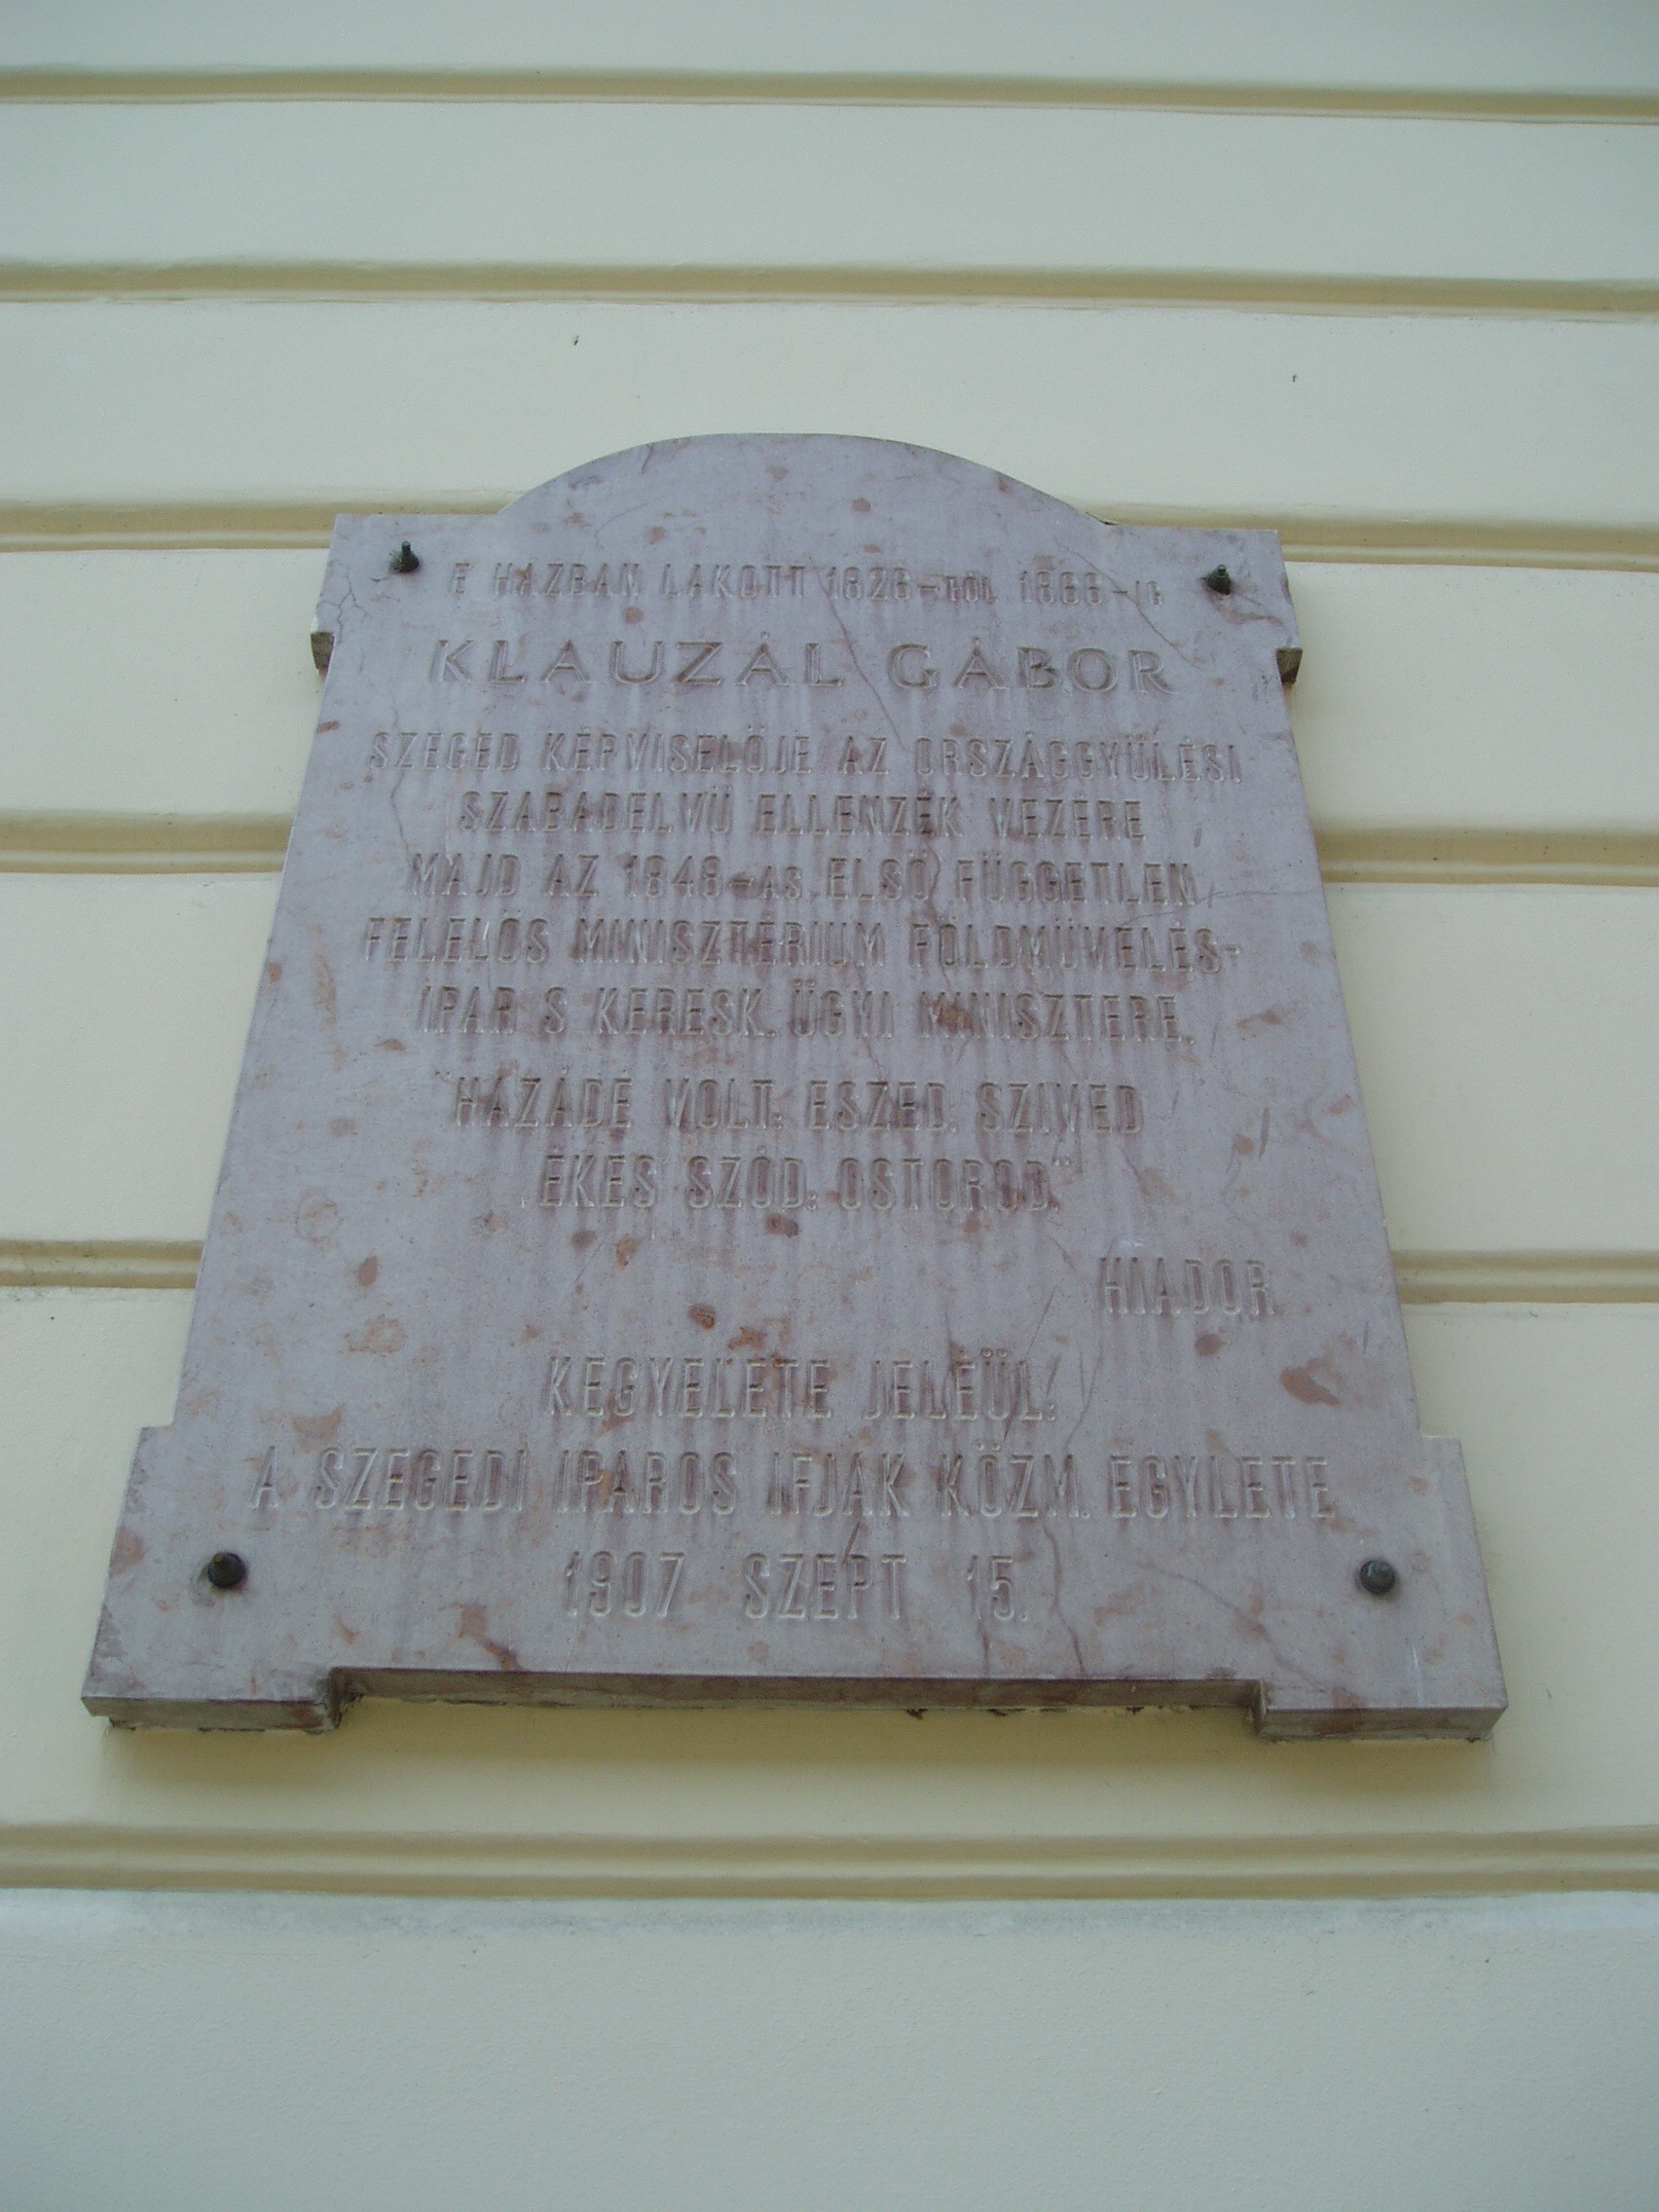 E HÁZBAN LAKOTT 1826-TÓL 1866-IG
KLAUZÁL GÁBOR
SZEGED KÉPVISELŐJE AZ ORSZÁGGYÜLÉSI
SZABADELVÜ ELLENZÉK VEZÉRE
MAJD AZ 1848-AS ELSŐ FÜGGETLEN,
FELELŐS MINISZTÉRIUM FÖLDMÜVELÉS-
IPAR S KERESK. ÜGYI MINISZTERE.
HAZÁDÉ VOLT: ESZED, SZIVED
ÉKES SZÓD: OSTOROD."
HIADOR
KEGYELETE JELÉÜL:
A SZEGEDI IPAROS IFJAK KÖZM. EGYLETE
1907 SZEPT 15.